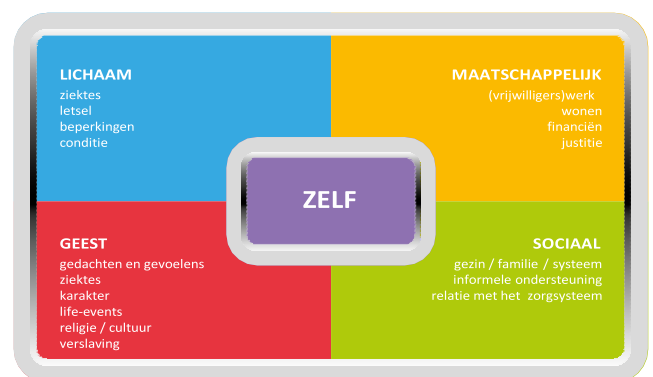 LICHAAM
ziektes
letsel
beperkingen
conditie
MAATSCHAPPELIJK
(vrijwilligers)werk
wonen
financiën
justitie
ZELF
GEEST
gedachten en gevoelens
ziektes
karakter
life-events
religie / cultuur
verslaving
SOCIAAL
gezin / familie / systeem
informele ondersteuning
relatie met het zorgsysteem